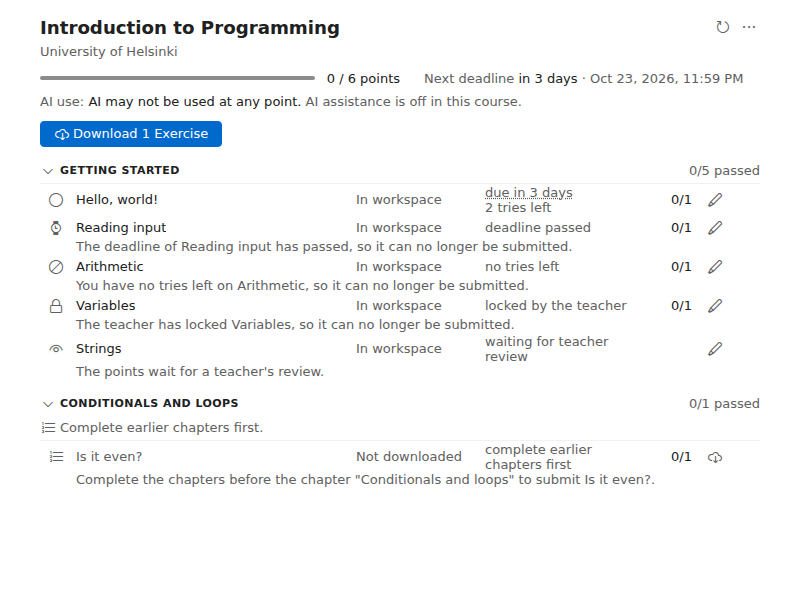 Introduction to Programming
University of Helsinki
0 / 6 points Next deadline in 3 days · Oct 23, 2026, 11:59 PM
AI use: AI may not be used at any point. AI assistance is off in this course.
Download 1 Exercise
GETTING STARTED 0/5 passed
Hello, world! In workspace due in 3 days 0/1
2 tries left
Reading input In workspace deadline passed 0/1
The deadline of Reading input has passed, so it can no longer be submitted.
Arithmetic In workspace no tries left 0/1
You have no tries left on Arithmetic, so it can no longer be submitted.
Variables In workspace locked by the teacher 0/1
The teacher has locked Variables, so it can no longer be submitted.
Strings In workspace waiting for teacher
review
The points wait for a teacher's review.
CONDITIONALS AND LOOPS 0/1 passed
Complete earlier chapters first.
Is it even? Not downloaded complete earlier 0/1
chapters first
Complete the chapters before the chapter "Conditionals and loops" to submit Is it even?.